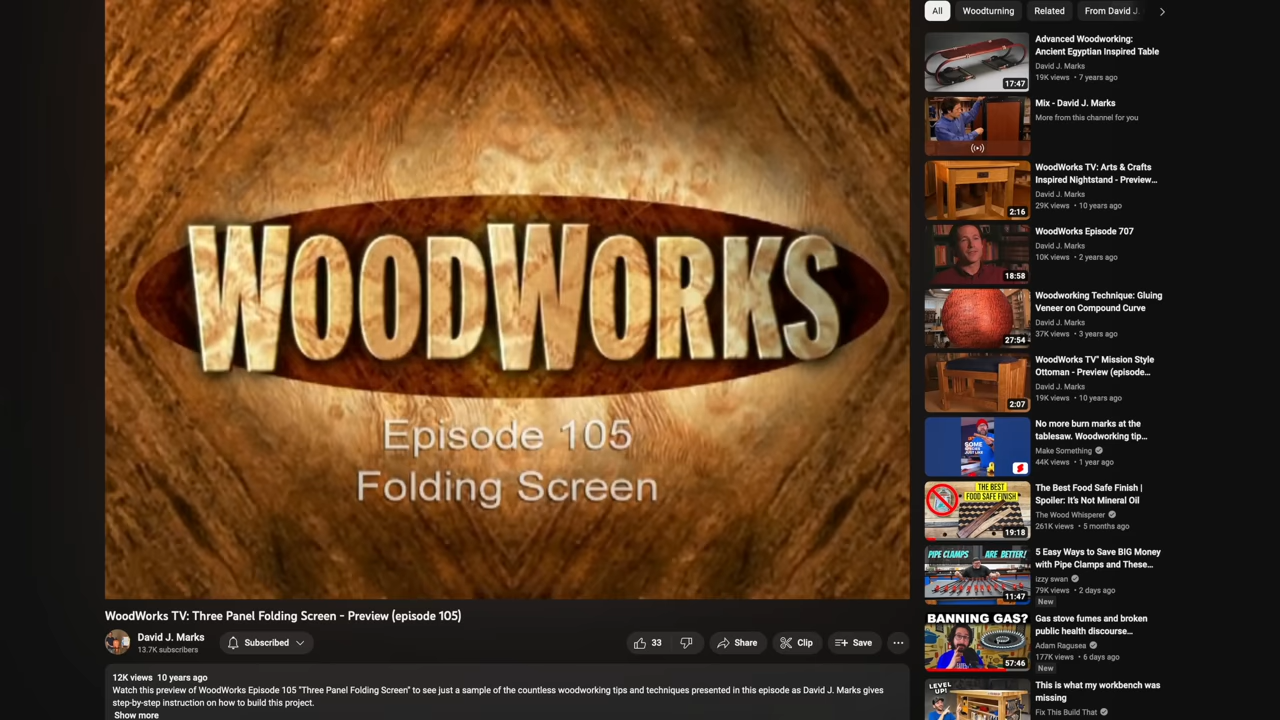 WOODWORKS
Episode 105
Folding Screen
WoodWorks TV: Three Panel Folding Screen - Preview (episode 105)
David J. Marks
13.7K subscribers
Subscribed
33
Share
Clip
Save
12K views 10 years ago
Watch this preview of WoodWorks Episode 105 "Three Panel Folding Screen" to see just a sample of the countless woodworking tips and techniques presented in this episode as David J. Marks gives
step-by-step instruction on how to build this project.
Show more
All
Woodturning
Related
From David J.
17:47
Advanced Woodworking:
Ancient Egyptian Inspired Table
David J. Marks
19K views • 7 years ago
Mix - David J. Marks
More from this channel for you
2:16
WoodWorks TV: Arts & Crafts
Inspired Nightstand - Preview...
David J. Marks
29K views • 10 years ago
18:58
WoodWorks Episode 707
David J. Marks
10K views • 2 years ago
27:54
Woodworking Technique: Gluing
Veneer on Compound Curve
David J. Marks
37K views • 3 years ago
2:07
WoodWorks TV" Mission Style
Ottoman - Preview (episode...
David J. Marks
19K views • 10 years ago
SOME
JUST LIKE
No more burn marks at the
tablesaw. Woodworking tip...
Make Something
44K views • 1 year ago
THE BEST
FOOD SAFE FINISH
19:18
The Best Food Safe Finish |
Spoiler: It's Not Mineral Oil
The Wood Whisperer
261K views • 5 months ago
PIPE CLAMPS ARE BETTER!
11:47
5 Easy Ways to Save BIG Money
with Pipe Clamps and These...
izzy swan
79K views • 2 days ago
New
BANNING GAS?
57:46
Gas stove fumes and broken
public health discourse...
Adam Ragusea
177K views • 6 days ago
New
LEVEL
UP!
This is what my workbench was
missing
Fix This Build That